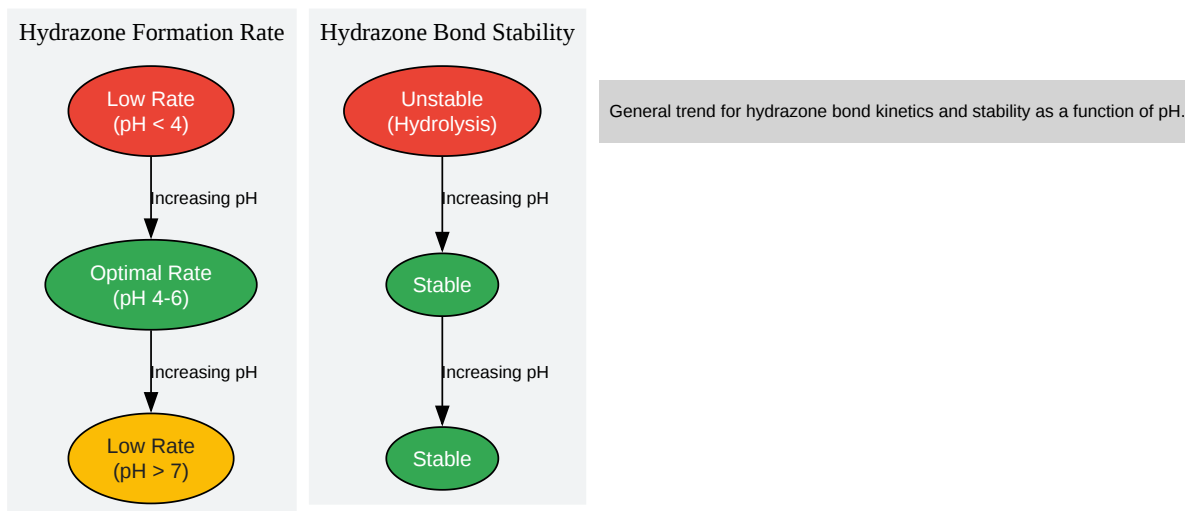 Hydrazone Formation Rate
Low Rate
(pH < 4)
Increasing pH
Optimal Rate
(pH 4-6)
Increasing pH
Low Rate
(pH > 7)
Hydrazone Bond Stability
Unstable
(Hydrolysis)
Increasing pH
Stable
Increasing pH
Stable
General trend for hydrazone bond kinetics and stability as a function of pH.